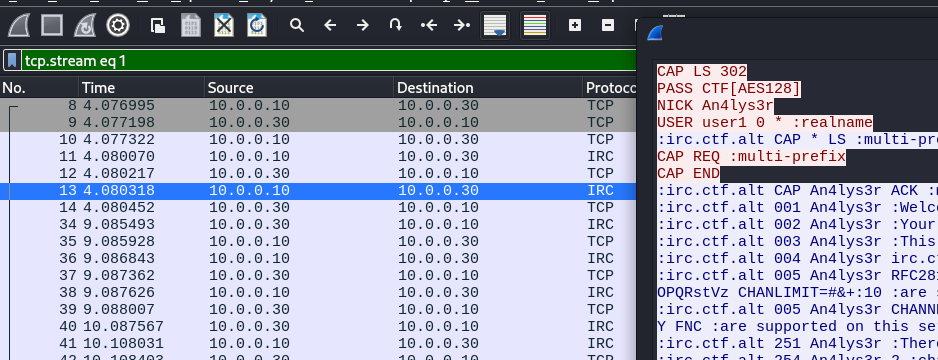 tcp.stream eq 1
No. Time Source Destination Protoco
8 4.076995 10.0.0.10 10.0.0.30 TCP
9 4.077198 10.0.0.30 10.0.0.10 TCP
10 4.077322 10.0.0.10 10.0.0.30 TCP
11 4.080070 10.0.0.10 10.0.0.30 IRC
12 4.080217 10.0.0.30 10.0.0.10 TCP
13 4.080318 10.0.0.10 10.0.0.30 IRC
14 4.080452 10.0.0.30 10.0.0.10 TCP
34 9.085493 10.0.0.30 10.0.0.10 IRC
35 9.085928 10.0.0.10 10.0.0.30 TCP
36 9.086843 10.0.0.10 10.0.0.30 IRC
37 9.087362 10.0.0.30 10.0.0.10 TCP
38 9.087626 10.0.0.10 10.0.0.30 IRC
39 9.088007 10.0.0.30 10.0.0.10 TCP
40 10.087567 10.0.0.30 10.0.0.10 IRC
41 10.108031 10.0.0.30 10.0.0.10 IRC
42 10.108403 10.0.0.10 10.0.0.30 TCP
CAP LS 302
PASS CTF[AES128]
NICK An4lys3r
USER user1 0 * :realname
:irc.ctf.alt CAP * LS :multi-pre
CAP REQ :multi-prefix
CAP END
:irc.ctf.alt CAP An4lys3r ACK :
:irc.ctf.alt 001 An4lys3r :Welc
:irc.ctf.alt 002 An4lys3r :Your
:irc.ctf.alt 003 An4lys3r :This
:irc.ctf.alt 004 An4lys3r irc.c
:irc.ctf.alt 005 An4lys3r RFC281
OPQRstVz CHANLIMIT=#&+:10 :are s
:irc.ctf.alt 005 An4lys3r CHANN
Y FNC :are supported on this se
:irc.ctf.alt 251 An4lys3r :There
:irc.ctf.alt 254 An4lys3r 2 :ch